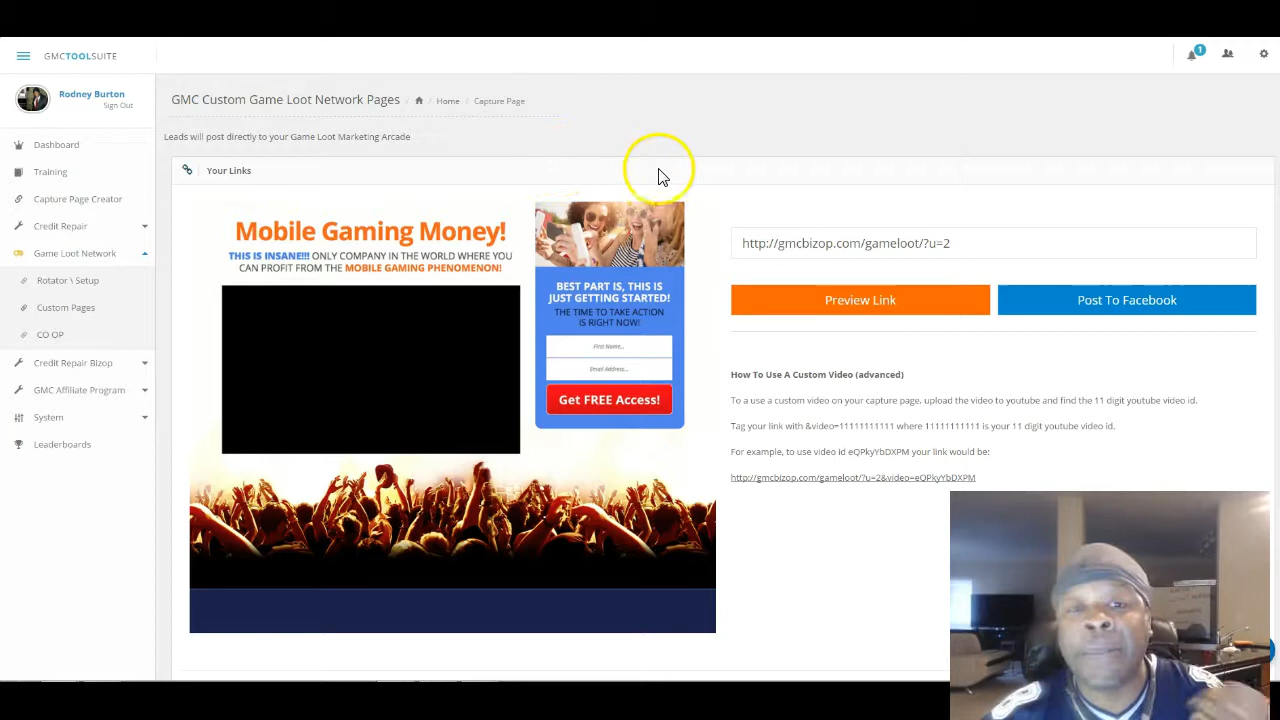 GMCTOOLSUITE
1
Rodney Burton
Sign Out
Dashboard
Training
Capture Page Creator
Credit Repair
Game Loot Network
Rotator \ Setup
Custom Pages
CO OP
Credit Repair Bizop
GMC Affiliate Program
System
Leaderboards
GMC Custom Game Loot Network Pages / Home / Capture Page
Leads will post directly to your Game Loot Marketing Arcade
Your Links
Mobile Gaming Money!
THIS IS INSANE!!! ONLY COMPANY IN THE WORLD WHERE YOU
CAN PROFIT FROM THE MOBILE GAMING PHENOMENON!
BEST PART IS, THIS IS
JUST GETTING STARTED!
THE TIME TO TAKE ACTION
IS RIGHT NOW!
First Name...
Email Address...
Get FREE Access!
http://gmcbizop.com/gameloot/?u=2
Preview Link
Post To Facebook
How To Use A Custom Video (advanced)
To a use a custom video on your capture page, upload the video to youtube and find the 11 digit youtube video id.
Tag your link with &video=11111111111 where 11111111111 is your 11 digit youtube video id.
For example, to use video id eQPkyYbDXPM your link would be:
http://gmcbizop.com/gameloot/?u=2&video=eQPkyYbDXPM